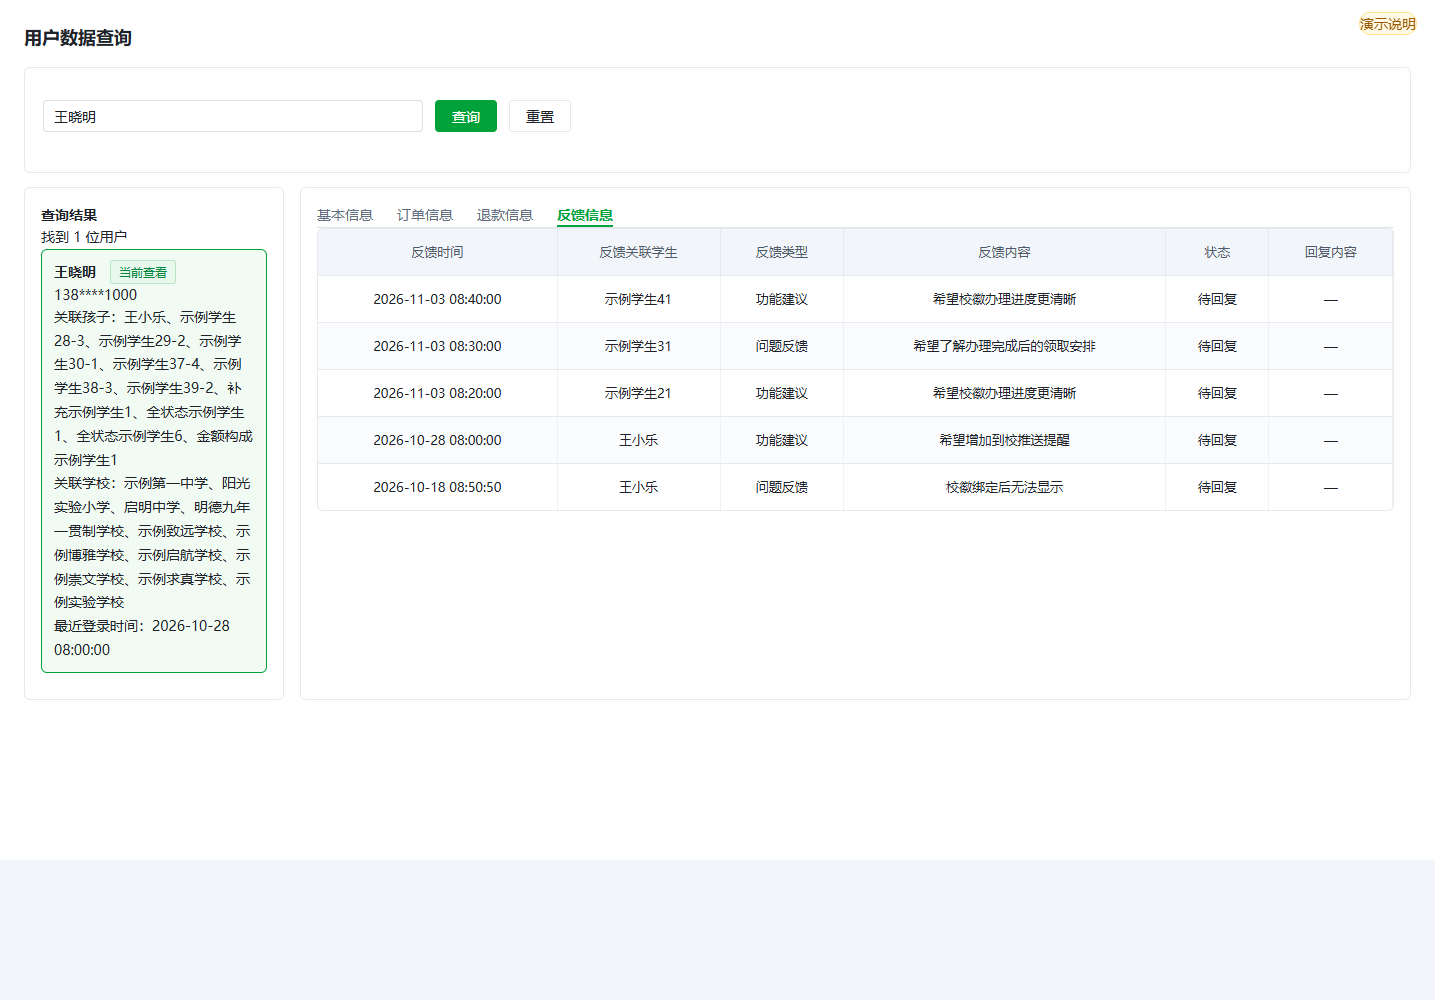 演示说明
用户数据查询
王晓明 查询 重置
查询结果
找到 1 位用户
王晓明 当前查看
138****1000
关联孩子：王小乐、示例学生
28-3、示例学生29-2、示例学
生30-1、示例学生37-4、示例
学生38-3、示例学生39-2、补
充示例学生1、全状态示例学生
1、全状态示例学生6、金额构成
示例学生1
关联学校：示例第一中学、阳光
实验小学、启明中学、明德九年
一贯制学校、示例致远学校、示
例博雅学校、示例启航学校、示
例崇文学校、示例求真学校、示
例实验学校
最近登录时间：2026-10-28
08:00:00
基本信息 订单信息 退款信息 反馈信息
反馈时间 反馈关联学生 反馈类型 反馈内容 状态 回复内容
2026-11-03 08:40:00 示例学生41 功能建议 希望校徽办理进度更清晰 待回复 —
2026-11-03 08:30:00 示例学生31 问题反馈 希望了解办理完成后的领取安排 待回复 —
2026-11-03 08:20:00 示例学生21 功能建议 希望校徽办理进度更清晰 待回复 —
2026-10-28 08:00:00 王小乐 功能建议 希望增加到校推送提醒 待回复 —
2026-10-18 08:50:50 王小乐 问题反馈 校徽绑定后无法显示 待回复 —